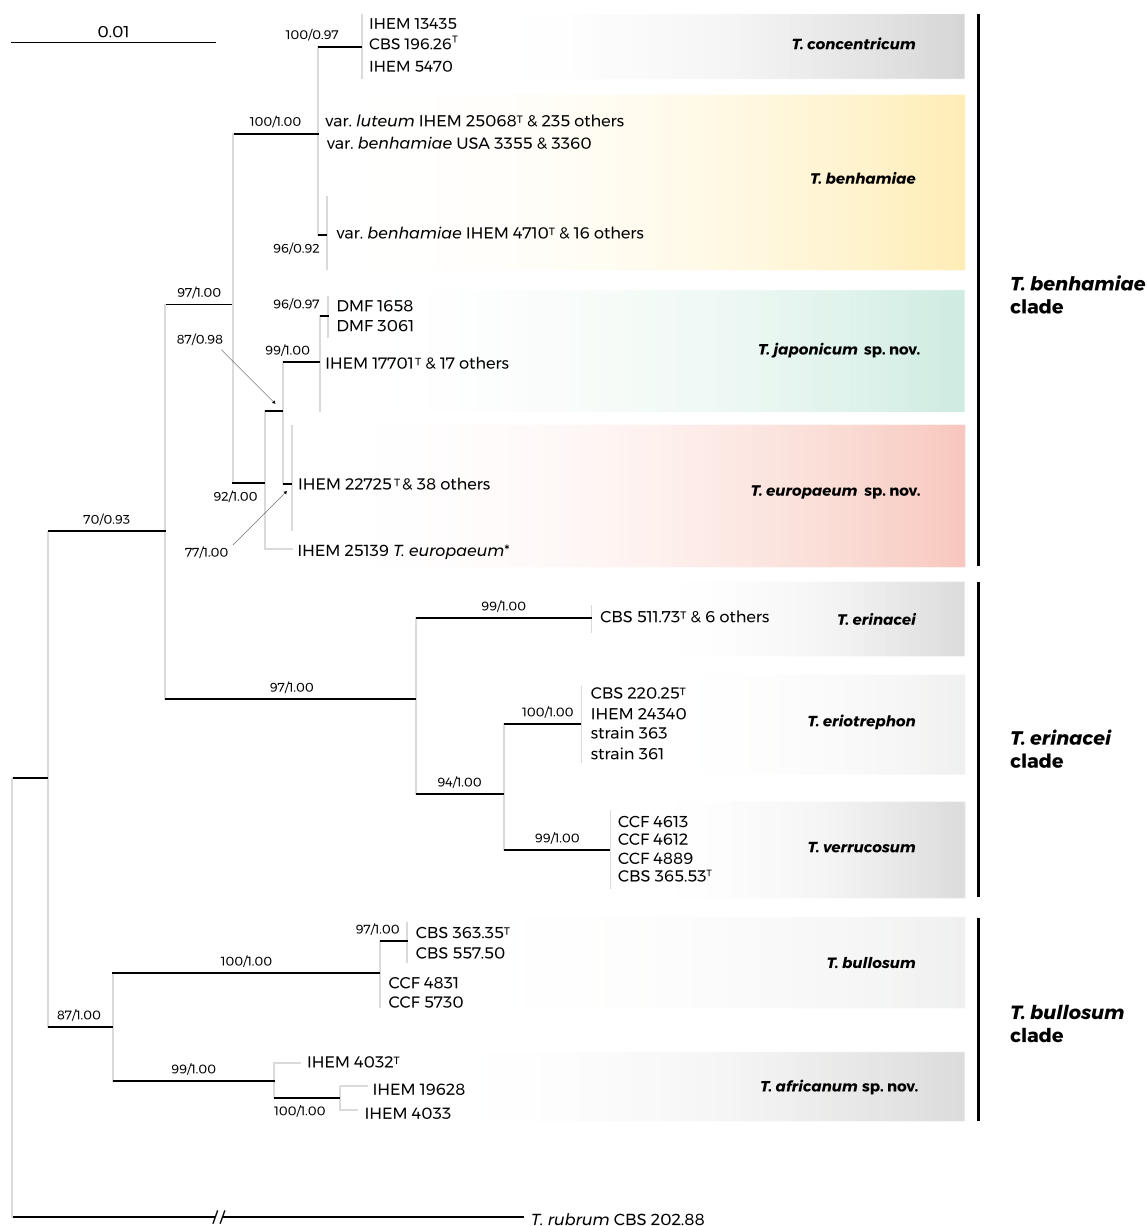 0.01
100/0.97
IHEM 13435
CBS 196.26ᵀ
IHEM 5470
T. concentricum
100/1.00
var. luteum IHEM 25068ᵀ & 235 others
var. benhamiae USA 3355 & 3360
T. benhamiae
96/0.92
var. benhamiae IHEM 4710ᵀ & 16 others
T. benhamiae
clade
97/1.00
87/0.98
96/0.97
DMF 1658
DMF 3061
99/1.00
IHEM 17701ᵀ & 17 others
T. japonicum sp. nov.
92/1.00
IHEM 22725ᵀ & 38 others
T. europaeum sp. nov.
70/0.93
77/1.00
IHEM 25139 T. europaeum*
99/1.00
CBS 511.73ᵀ & 6 others
T. erinacei
97/1.00
100/1.00
CBS 220.25ᵀ
IHEM 24340
strain 363
strain 361
T. eriotrephon
T. erinacei
clade
94/1.00
99/1.00
CCF 4613
CCF 4612
CCF 4889
CBS 365.53ᵀ
T. verrucosum
97/1.00
CBS 363.35ᵀ
CBS 557.50
100/1.00
CCF 4831
CCF 5730
T. bullosum
87/1.00
T. bullosum
clade
99/1.00
IHEM 4032ᵀ
100/1.00
IHEM 19628
IHEM 4033
T. africanum sp. nov.
T. rubrum CBS 202.88